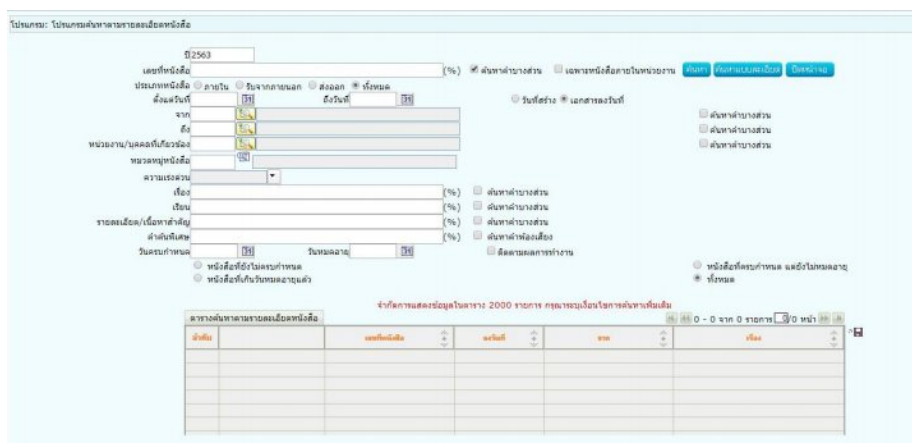 โปรแกรม: โปรแกรมค้นหาตามรายละเอียดหนังสือ
ปี 2563
เลขที่หนังสือ (%) ค้นหาคำบางส่วน เฉพาะหนังสือภายในหน่วยงาน ค้นหา ค้นหาแบบละเอียด ปิดหน้าจอ
ประเภทหนังสือ ภายใน รับจากภายนอก ส่งออก ทั้งหมด
ตั้งแต่วันที่ ถึงวันที่ วันที่สร้าง เอกสารลงวันที่
จาก ค้นหาคำบางส่วน
ถึง ค้นหาคำบางส่วน
หน่วยงาน/บุคคลที่เกี่ยวข้อง ค้นหาคำบางส่วน
หมวดหมู่หนังสือ
ความเร่งด่วน
เรื่อง (%) ค้นหาคำบางส่วน
เรียน (%) ค้นหาคำบางส่วน
รายละเอียด/เนื้อหาสำคัญ (%) ค้นหาคำบางส่วน
คำค้นพิเศษ (%) ค้นหาคำพ้องเสียง
วันครบกำหนด วันหมดอายุ ติดตามผลการทำงาน
หนังสือที่ยังไม่ครบกำหนด หนังสือที่ครบกำหนด แต่ยังไม่หมดอายุ
หนังสือที่เกินวันหมดอายุแล้ว ทั้งหมด
จำกัดการแสดงข้อมูลในตาราง 2000 รายการ กรุณาระบุเงื่อนไขการค้นหาเพิ่มเติม
ตารางค้นหาตามรายละเอียดหนังสือ 0 - 0 จาก 0 รายการ 0/0 หน้า
ลำดับ เลขที่หนังสือ ลงวันที่ จาก เรื่อง